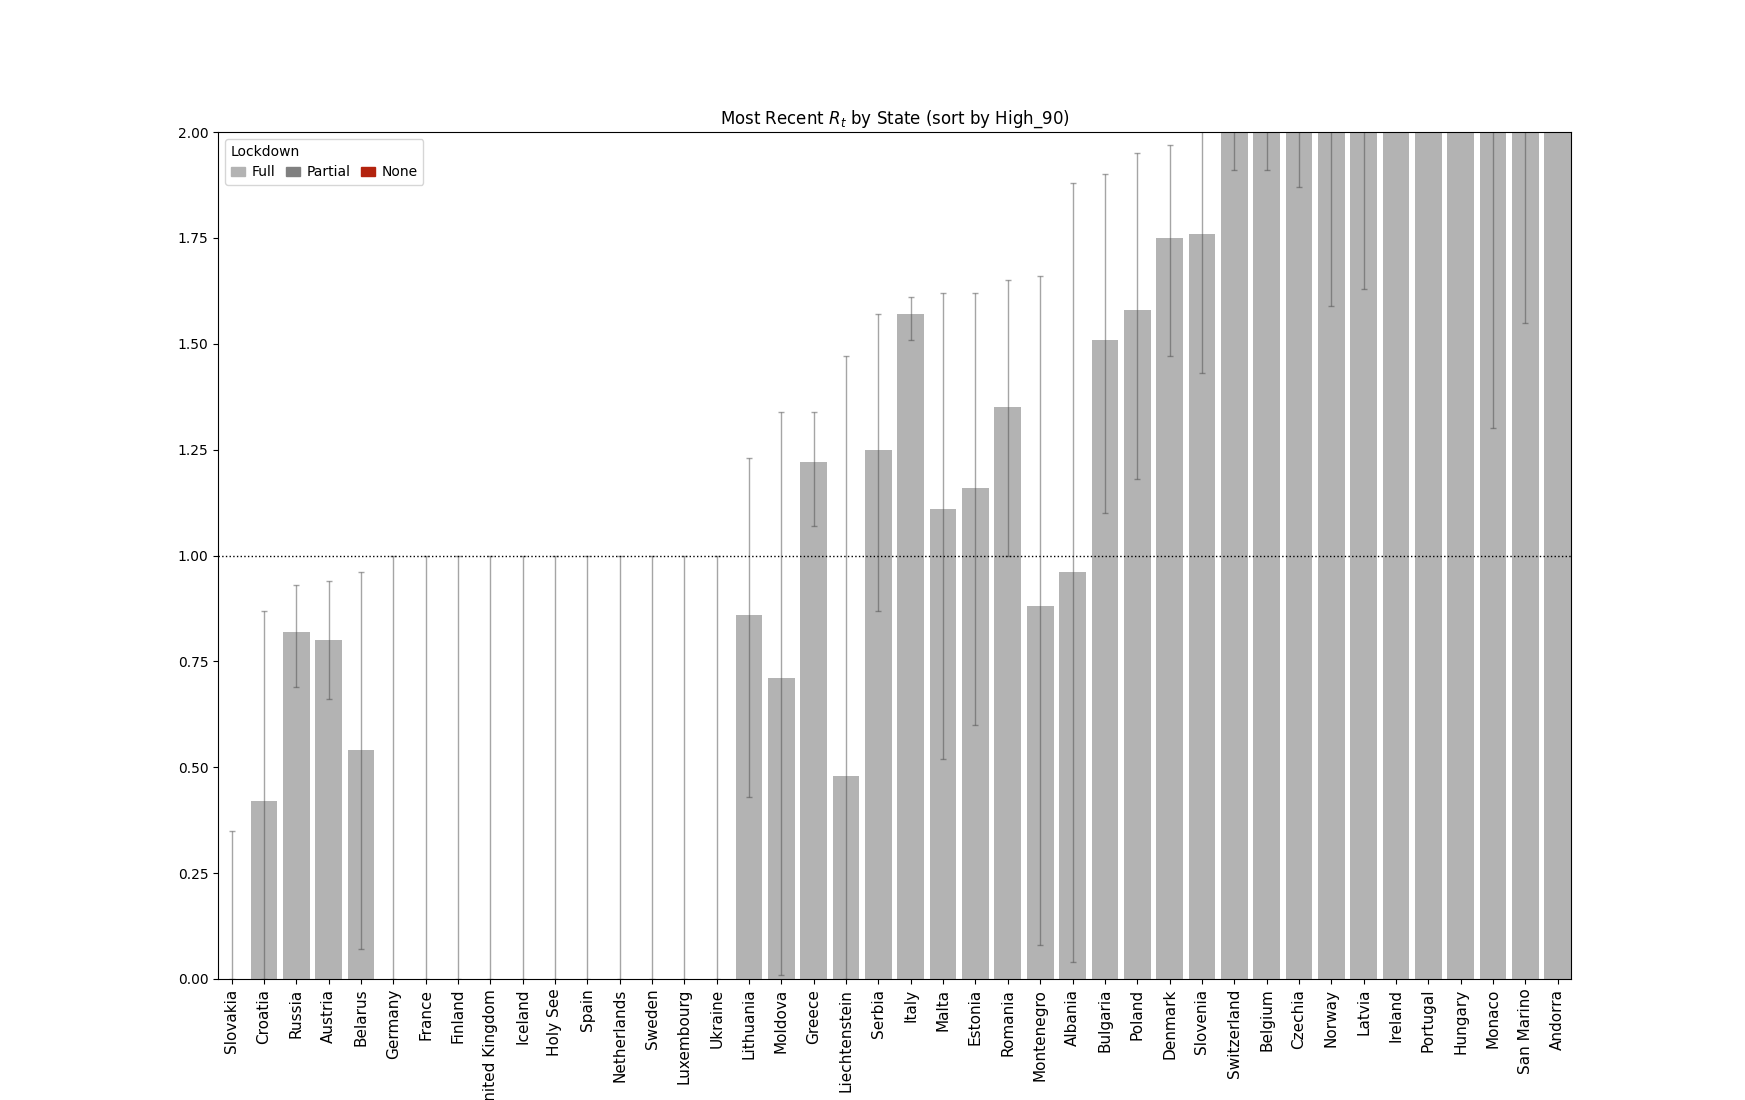 Most Recent R_t by State (sort by High_90)
Lockdown
Full Partial None
2.00
1.75
1.50
1.25
1.00
0.75
0.50
0.25
0.00
Slovakia
Croatia
Russia
Austria
Belarus
Germany
France
Finland
nited Kingdom
Iceland
Holy See
Spain
Netherlands
Sweden
Luxembourg
Ukraine
Lithuania
Moldova
Greece
Liechtenstein
Serbia
Italy
Malta
Estonia
Romania
Montenegro
Albania
Bulgaria
Poland
Denmark
Slovenia
Switzerland
Belgium
Czechia
Norway
Latvia
Ireland
Portugal
Hungary
Monaco
San Marino
Andorra